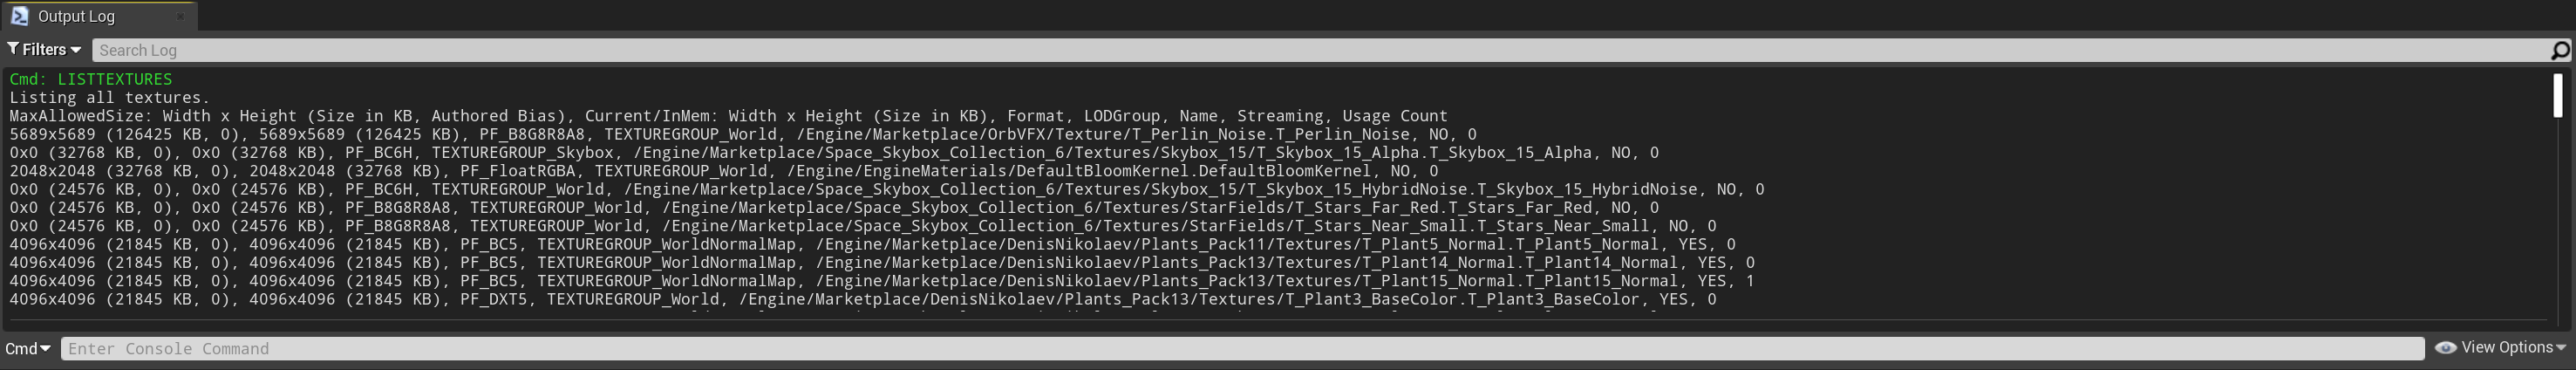 Output Log
Filters
Search Log
Cmd: LISTTEXTURES
Listing all textures.
MaxAllowedSize: Width x Height (Size in KB, Authored Bias), Current/InMem: Width x Height (Size in KB), Format, LODGroup, Name, Streaming, Usage Count
5689x5689 (126425 KB, 0), 5689x5689 (126425 KB), PF_B8G8R8A8, TEXTUREGROUP_World, /Engine/Marketplace/OrbVFX/Texture/T_Perlin_Noise.T_Perlin_Noise, NO, 0
0x0 (32768 KB, 0), 0x0 (32768 KB), PF_BC6H, TEXTUREGROUP_Skybox, /Engine/Marketplace/Space_Skybox_Collection_6/Textures/Skybox_15/T_Skybox_15_Alpha.T_Skybox_15_Alpha, NO, 0
2048x2048 (32768 KB, 0), 2048x2048 (32768 KB), PF_FloatRGBA, TEXTUREGROUP_World, /Engine/EngineMaterials/DefaultBloomKernel.DefaultBloomKernel, NO, 0
0x0 (24576 KB, 0), 0x0 (24576 KB), PF_BC6H, TEXTUREGROUP_World, /Engine/Marketplace/Space_Skybox_Collection_6/Textures/Skybox_15/T_Skybox_15_HybridNoise.T_Skybox_15_HybridNoise, NO, 0
0x0 (24576 KB, 0), 0x0 (24576 KB), PF_B8G8R8A8, TEXTUREGROUP_World, /Engine/Marketplace/Space_Skybox_Collection_6/Textures/StarFields/T_Stars_Far_Red.T_Stars_Far_Red, NO, 0
0x0 (24576 KB, 0), 0x0 (24576 KB), PF_B8G8R8A8, TEXTUREGROUP_World, /Engine/Marketplace/Space_Skybox_Collection_6/Textures/StarFields/T_Stars_Near_Small.T_Stars_Near_Small, NO, 0
4096x4096 (21845 KB, 0), 4096x4096 (21845 KB), PF_BC5, TEXTUREGROUP_WorldNormalMap, /Engine/Marketplace/DenisNikolaev/Plants_Pack11/Textures/T_Plant5_Normal.T_Plant5_Normal, YES, 0
4096x4096 (21845 KB, 0), 4096x4096 (21845 KB), PF_BC5, TEXTUREGROUP_WorldNormalMap, /Engine/Marketplace/DenisNikolaev/Plants_Pack13/Textures/T_Plant14_Normal.T_Plant14_Normal, YES, 0
4096x4096 (21845 KB, 0), 4096x4096 (21845 KB), PF_BC5, TEXTUREGROUP_WorldNormalMap, /Engine/Marketplace/DenisNikolaev/Plants_Pack13/Textures/T_Plant15_Normal.T_Plant15_Normal, YES, 1
4096x4096 (21845 KB, 0), 4096x4096 (21845 KB), PF_DXT5, TEXTUREGROUP_World, /Engine/Marketplace/DenisNikolaev/Plants_Pack13/Textures/T_Plant3_BaseColor.T_Plant3_BaseColor, YES, 0
Cmd
Enter Console Command
View Options